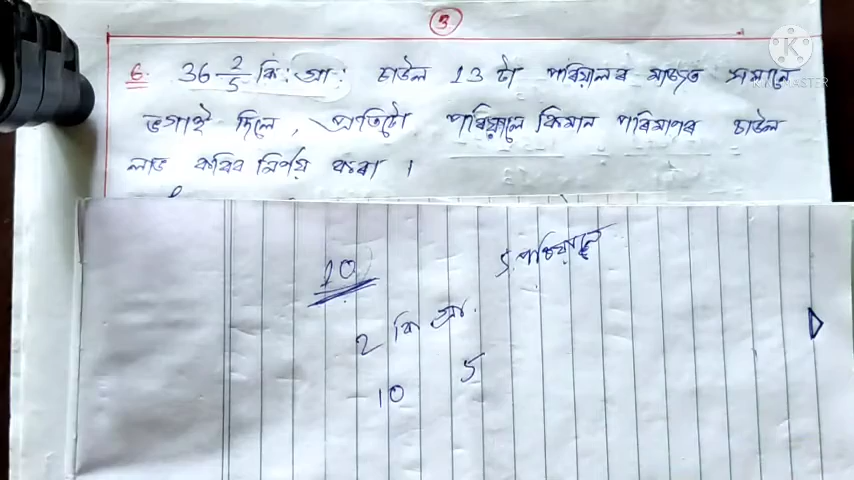 3
6. 36 2/5 কি: গ্ৰা: চাউল 13 টা পৰিয়ালৰ মাজত সমানে
ভগাই দিলে, প্ৰতিটো পৰিয়ালে কিমান পৰিমাণৰ চাউল
লাভ কৰিব নিৰ্ণয় কৰা ।
10 5 পৰিয়ালে
2 কি গ্ৰা.
10 5
KINEMASTER